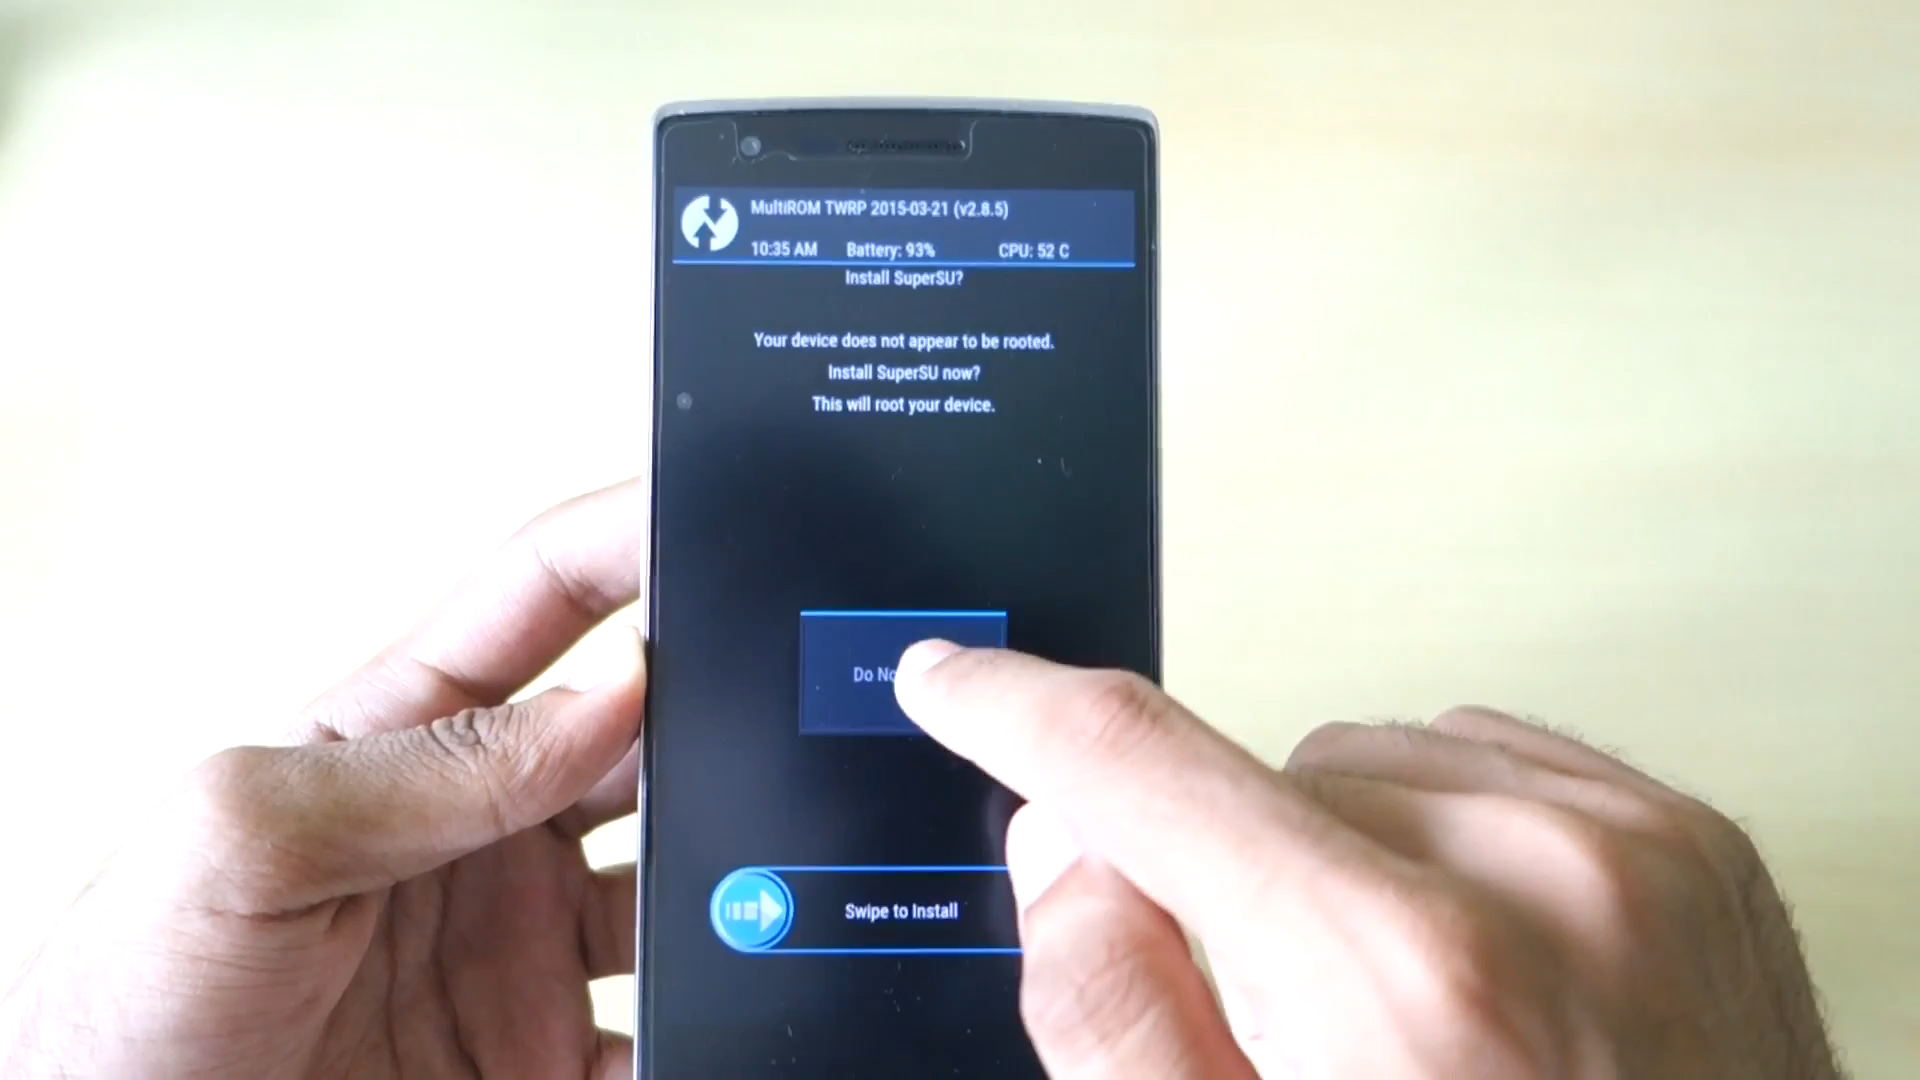 MultiROM TWRP 2015-03-21 (v2.8.5)
10:35 AM Battery: 93% CPU: 52 C
Install SuperSU?
Your device does not appear to be rooted.
Install SuperSU now?
This will root your device.
Do
Swipe to Install